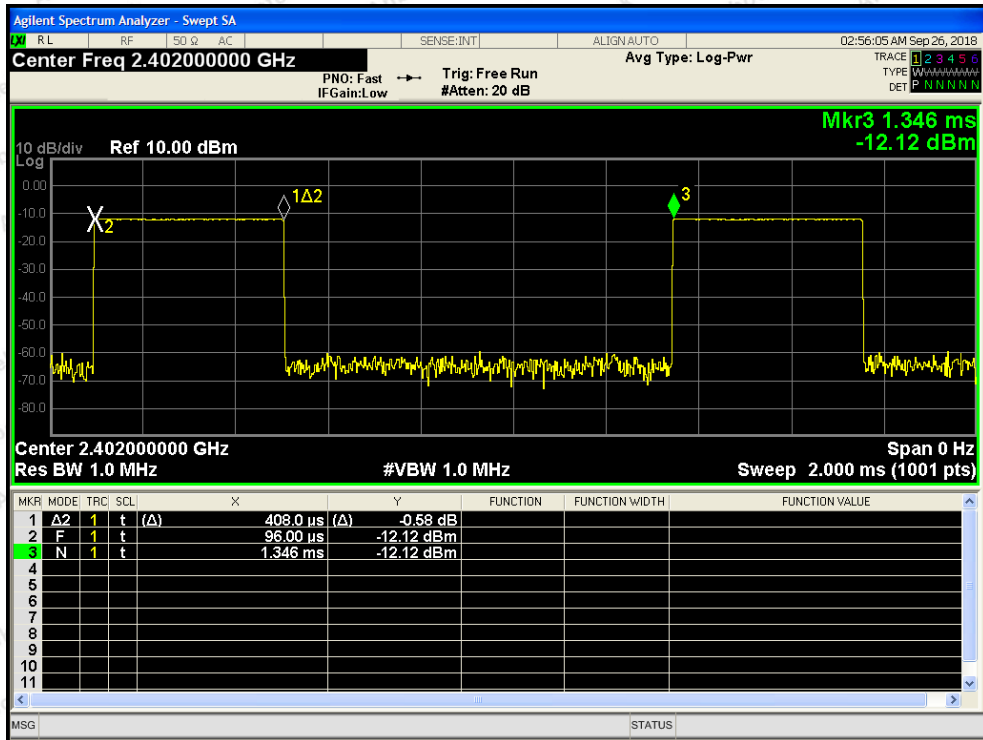 Agilent Spectrum Analyzer - Swept SA
LXI RL RF 50 Ω AC SENSE:INT ALIGN AUTO 02:56:05 AM Sep 26, 2018
Center Freq 2.402000000 GHz Avg Type: Log-Pwr TRACE 1 2 3 4 5 6
PNO: Fast Trig: Free Run TYPE WWWWWW
IFGain:Low #Atten: 20 dB DET P N N N N N
Mkr3 1.346 ms
10 dB/div Ref 10.00 dBm -12.12 dBm
Log
0.00
1Δ2
3
-10.0
2
-20.0
-30.0
-40.0
-50.0
-60.0
-70.0
-80.0
Center 2.402000000 GHz Span 0 Hz
Res BW 1.0 MHz #VBW 1.0 MHz Sweep 2.000 ms (1001 pts)
MKR MODE TRC SCL X Y FUNCTION FUNCTION WIDTH FUNCTION VALUE
1 Δ2 1 t (Δ) 408.0 µs (Δ) -0.58 dB
2 F 1 t 96.00 µs -12.12 dBm
3 N 1 t 1.346 ms -12.12 dBm
4
5
6
7
8
9
10
11
MSG STATUS